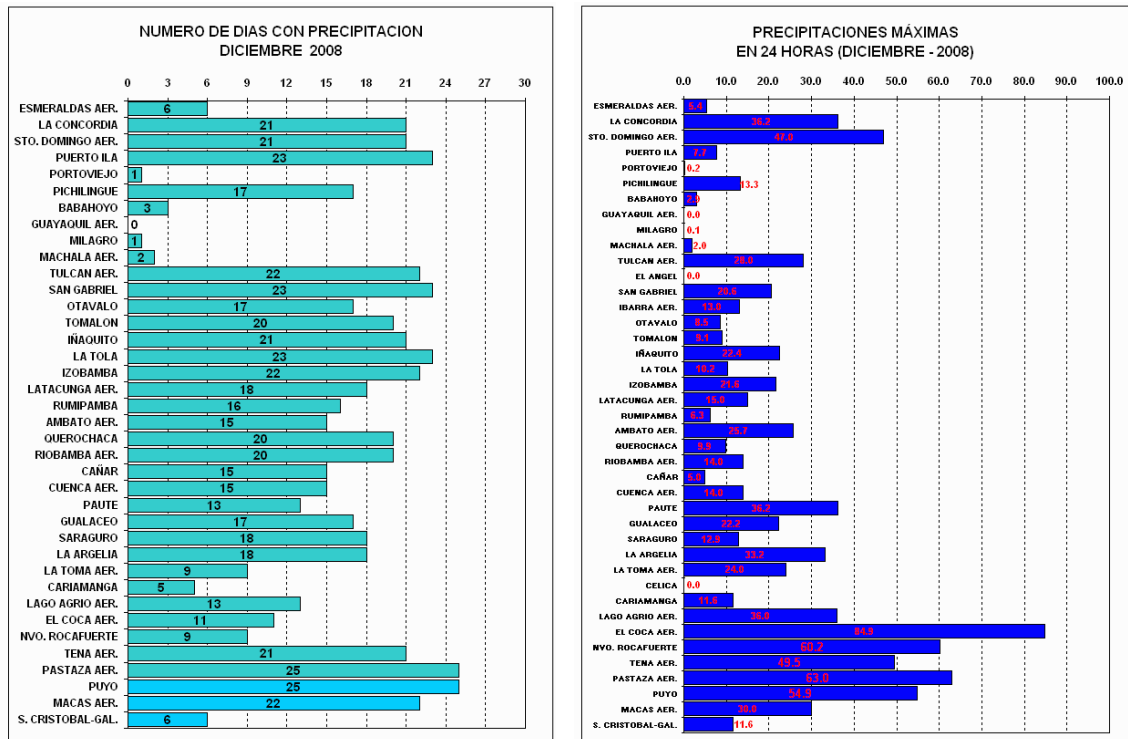 NUMERO DE DIAS CON PRECIPITACION
DICIEMBRE 2008
0 3 6 9 12 15 18 21 24 27 30
ESMERALDAS AER. 6
LA CONCORDIA 21
STO. DOMINGO AER. 21
PUERTO ILA 23
PORTOVIEJO 1
PICHILINGUE 17
BABAHOYO 3
GUAYAQUIL AER. 0
MILAGRO 1
MACHALA AER. 2
TULCAN AER. 22
SAN GABRIEL 23
OTAVALO 17
TOMALON 20
IÑAQUITO 21
LA TOLA 23
IZOBAMBA 22
LATACUNGA AER. 18
RUMIPAMBA 16
AMBATO AER. 15
QUEROCHACA 20
RIOBAMBA AER. 20
CAÑAR 15
CUENCA AER. 15
PAUTE 13
GUALACEO 17
SARAGURO 18
LA ARGELIA 18
LA TOMA AER. 9
CARIAMANGA 5
LAGO AGRIO AER. 13
EL COCA AER. 11
NVO. ROCAFUERTE 9
TENA AER. 21
PASTAZA AER. 25
PUYO 25
MACAS AER. 22
S. CRISTOBAL-GAL. 6
PRECIPITACIONES MÁXIMAS
EN 24 HORAS (DICIEMBRE - 2008)
0.0 10.0 20.0 30.0 40.0 50.0 60.0 70.0 80.0 90.0 100.0
ESMERALDAS AER. 5.4
LA CONCORDIA 36.2
STO. DOMINGO AER. 47.0
PUERTO ILA 7.7
PORTOVIEJO 0.2
PICHILINGUE 13.3
BABAHOYO
GUAYAQUIL AER. 0.0
MILAGRO 0.1
MACHALA AER. 2.0
TULCAN AER. 28.0
EL ANGEL 0.0
SAN GABRIEL 20.6
IBARRA AER. 13.0
OTAVALO 8.5
TOMALON 9.1
IÑAQUITO 22.4
LA TOLA 10.2
IZOBAMBA 21.6
LATACUNGA AER. 15.0
RUMIPAMBA 6.3
AMBATO AER. 25.7
QUEROCHACA 9.9
RIOBAMBA AER. 14.0
CAÑAR 5.0
CUENCA AER. 14.0
PAUTE 36.2
GUALACEO 22.2
SARAGURO 12.9
LA ARGELIA 33.2
LA TOMA AER. 24.0
CELICA 0.0
CARIAMANGA 11.6
LAGO AGRIO AER. 36.0
EL COCA AER. 84.9
NVO. ROCAFUERTE 60.2
TENA AER. 49.5
PASTAZA AER. 63.0
PUYO 54.9
MACAS AER. 30.0
S. CRISTOBAL-GAL. 11.6